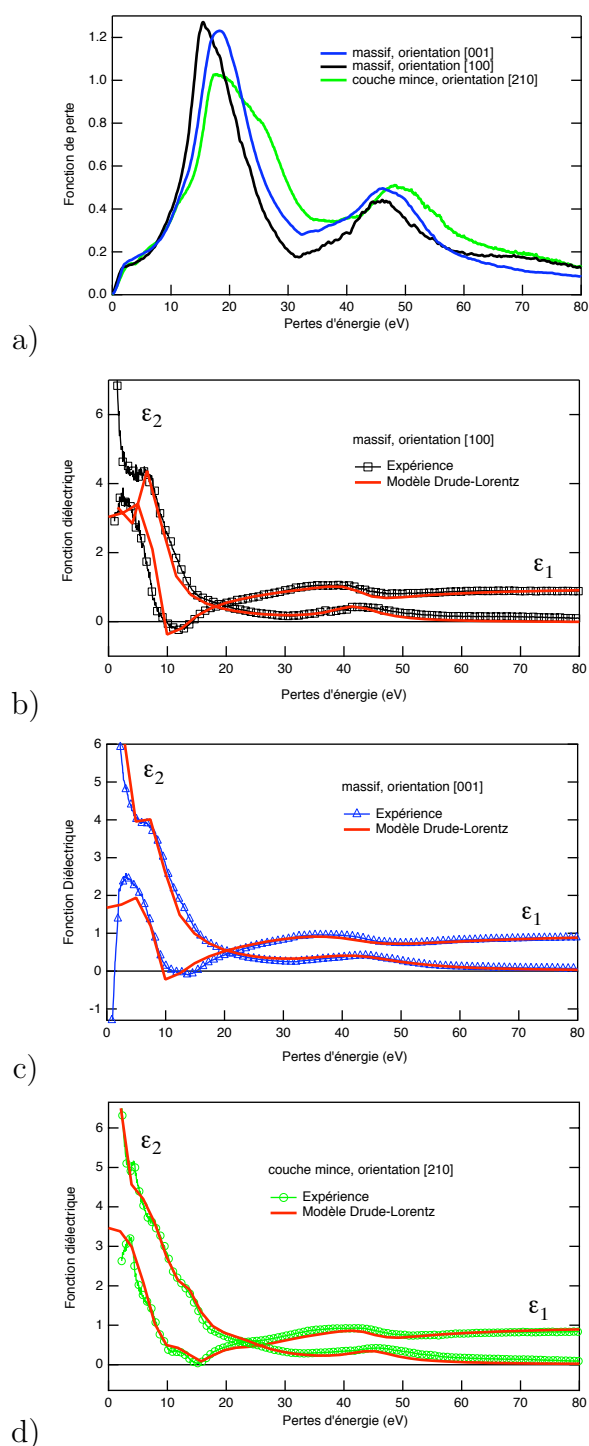 Fonction de perte
1.2
1.0
0.8
0.6
0.4
0.2
0.0
massif, orientation [001]
massif, orientation [100]
couche mince, orientation [210]
0 10 20 30 40 50 60 70 80
Pertes d'énergie (eV)
a)
Fonction diélectrique
6
4
2
0
ε2
massif, orientation [100]
Expérience
Modèle Drude-Lorentz
ε1
0 10 20 30 40 50 60 70 80
Pertes d'énergie (eV)
b)
Fonction Diélectrique
6
5
4
3
2
1
0
-1
ε2
massif, orientation [001]
Expérience
Modèle Drude-Lorentz
ε1
0 10 20 30 40 50 60 70 80
Pertes d'énergie (eV)
c)
Fonction diélectrique
6
5
4
3
2
1
0
ε2
couche mince, orientation [210]
Expérience
Modèle Drude-Lorentz
ε1
0 10 20 30 40 50 60 70 80
Pertes d'énergie (eV)
d)